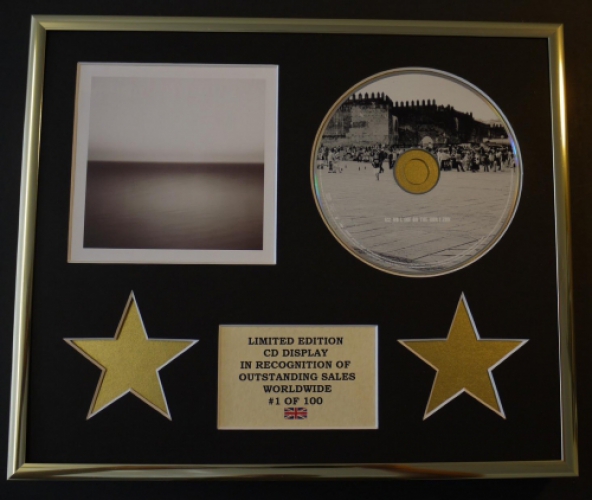 LIMITED EDITION
CD DISPLAY
IN RECOGNITION OF
OUTSTANDING SALES
WORLDWIDE
#1 OF 100